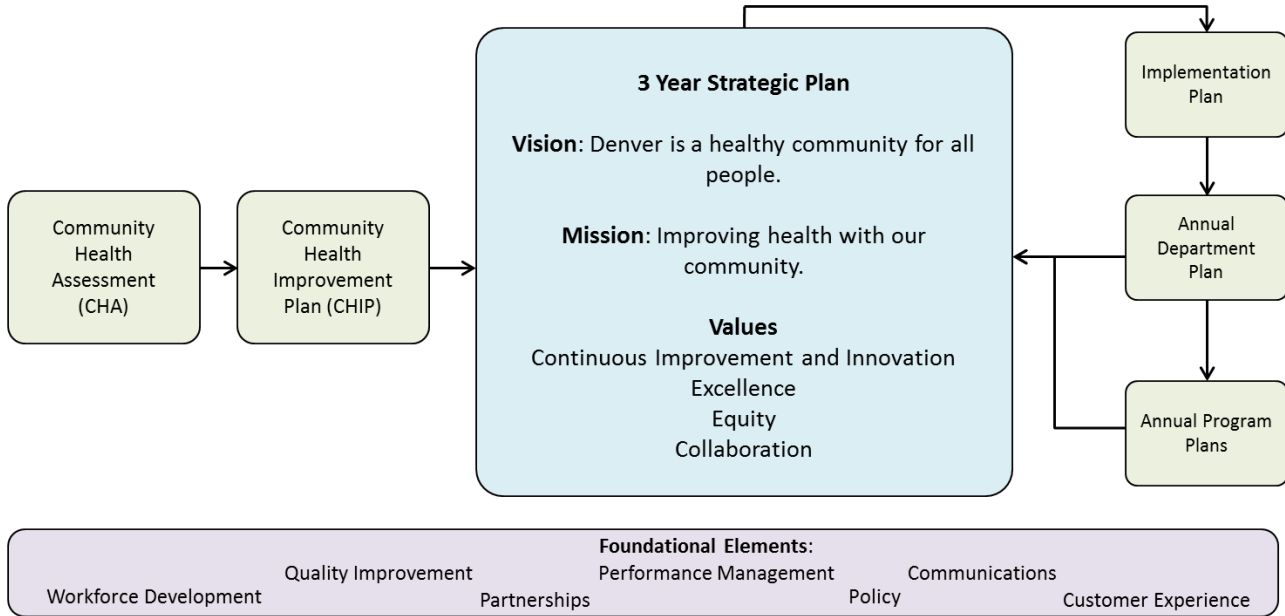 Community
Health
Assessment
(CHA)
Community
Health
Improvement
Plan (CHIP)
3 Year Strategic Plan
Vision: Denver is a healthy community for all
people.
Mission: Improving health with our
community.
Values
Continuous Improvement and Innovation
Excellence
Equity
Collaboration
Implementation
Plan
Annual
Department
Plan
Annual Program
Plans
Foundational Elements:
Quality Improvement Performance Management Communications
Workforce Development Partnerships Policy Customer Experience